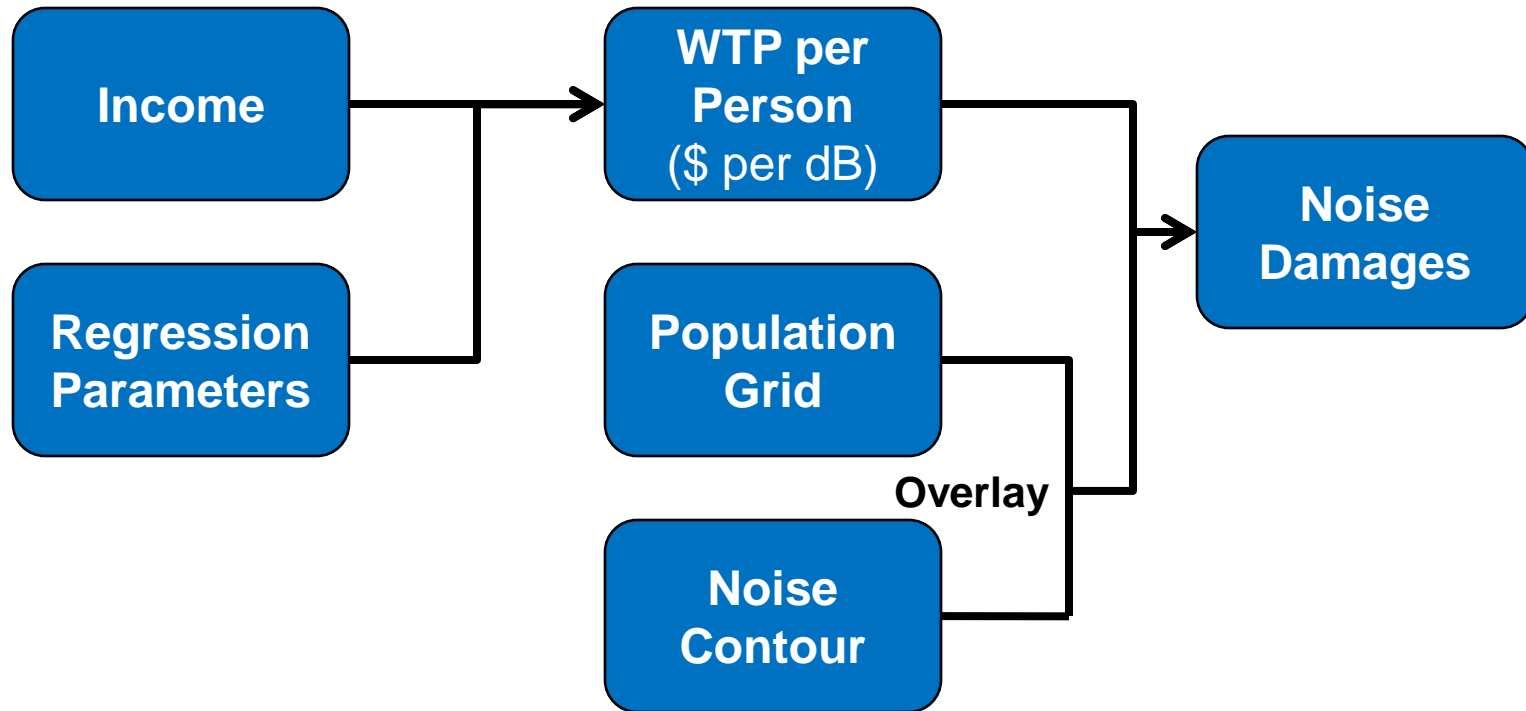 Income
WTP per
Person
($ per dB)
Noise
Damages
Regression
Parameters
Population
Grid
Overlay
Noise
Contour